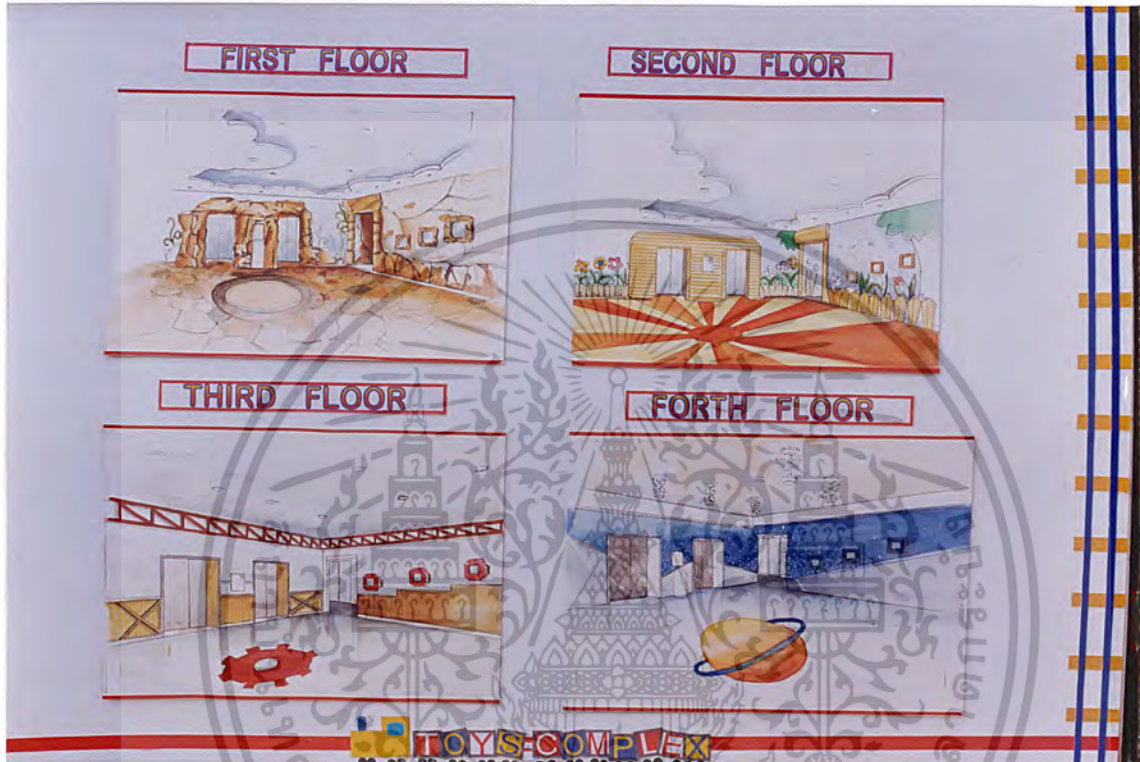 FIRST FLOOR
SECOND FLOOR
THIRD FLOOR
FORTH FLOOR
TOYS COMPLEX